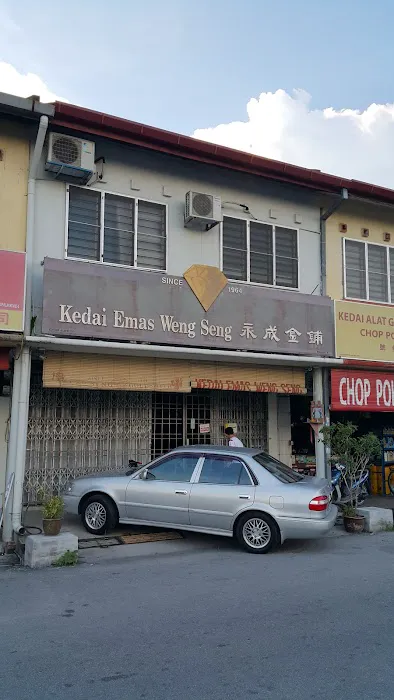 SINCE 1964
Kedai Emas Weng Seng 永成金鋪
KEDAI EMAS WENG SENG
KEDAI ALAT G
CHOP PO
CHOP PO